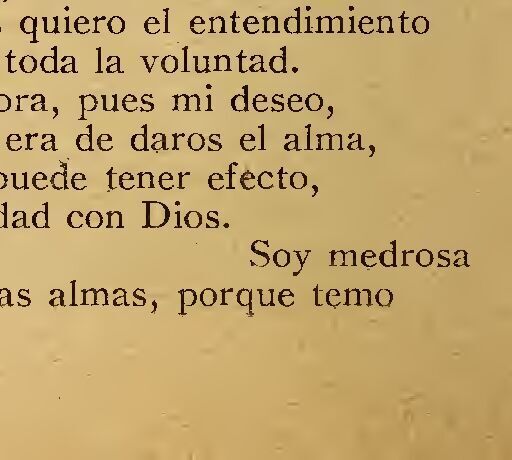 quiero el entendimiento
toda la voluntad.
ora, pues mi deseo,
era de daros el alma,
puede tener efecto,
dad con Dios.
Soy medrosa
as almas, porque temo